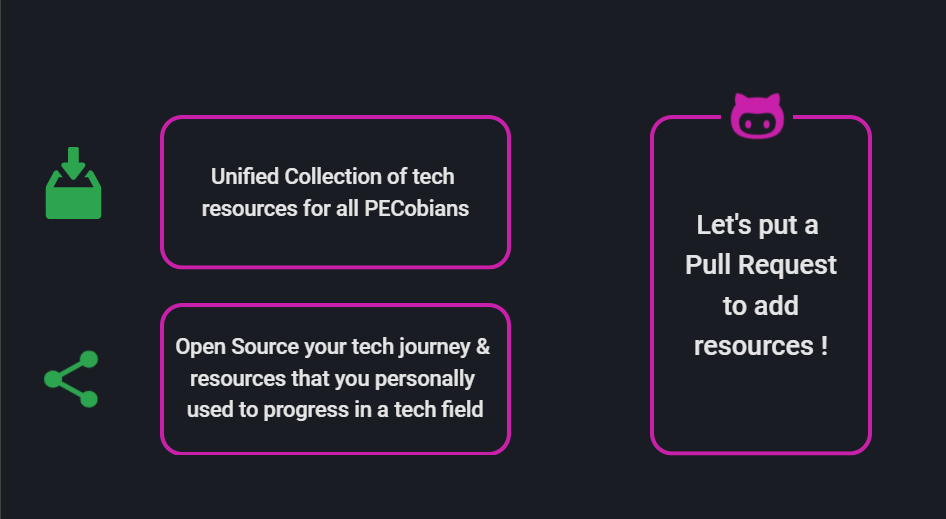 Unified Collection of tech
resources for all PECobians
Open Source your tech journey &
resources that you personally
used to progress in a tech field
Let's put a
Pull Request
to add
resources !